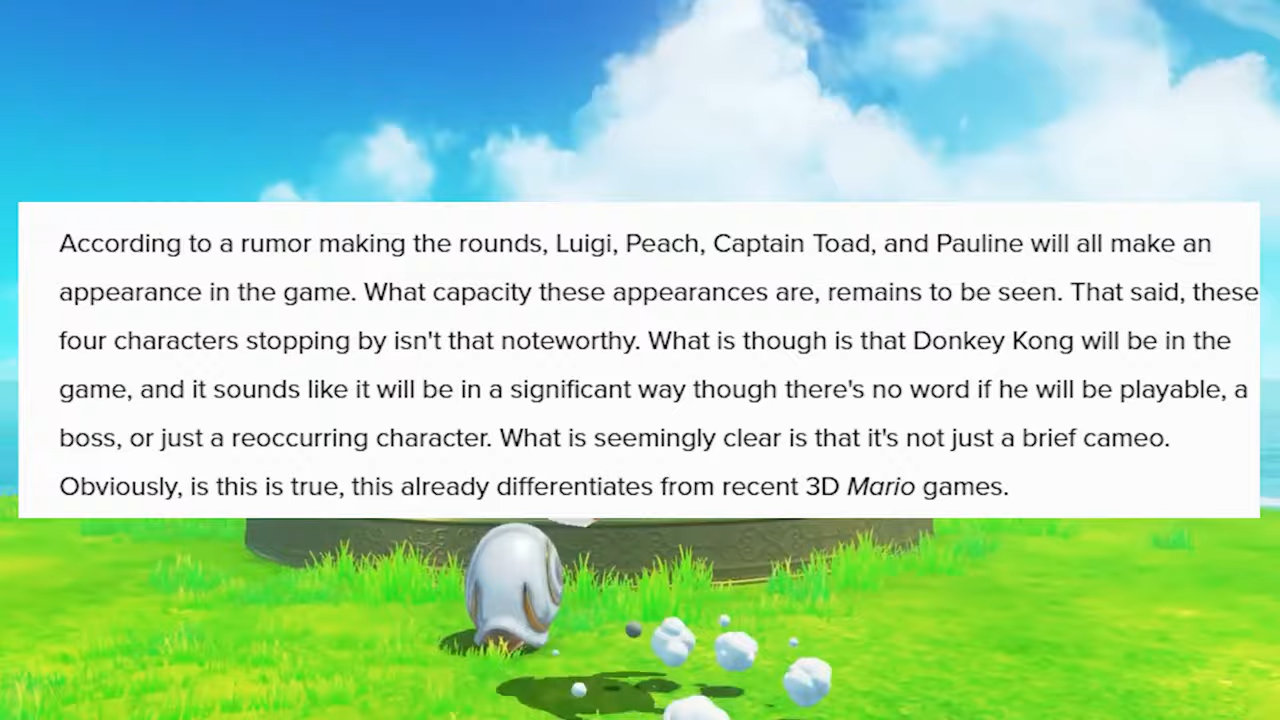 According to a rumor making the rounds, Luigi, Peach, Captain Toad, and Pauline will all make an
appearance in the game. What capacity these appearances are, remains to be seen. That said, these
four characters stopping by isn't that noteworthy. What is though is that Donkey Kong will be in the
game, and it sounds like it will be in a significant way though there's no word if he will be playable, a
boss, or just a reoccurring character. What is seemingly clear is that it's not just a brief cameo.
Obviously, is this is true, this already differentiates from recent 3D Mario games.